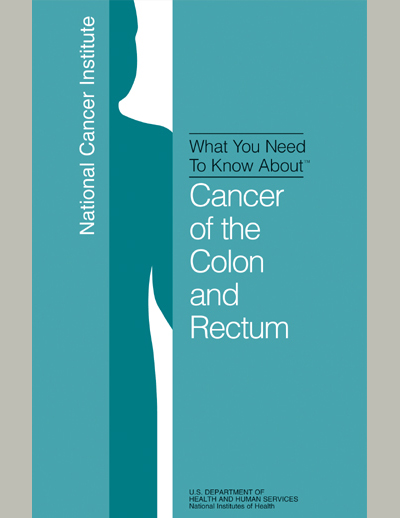 National Cancer Institute
What You Need
To Know About™
Cancer
of the
Colon
and
Rectum
U.S. DEPARTMENT OF
HEALTH AND HUMAN SERVICES
National Institutes of Health